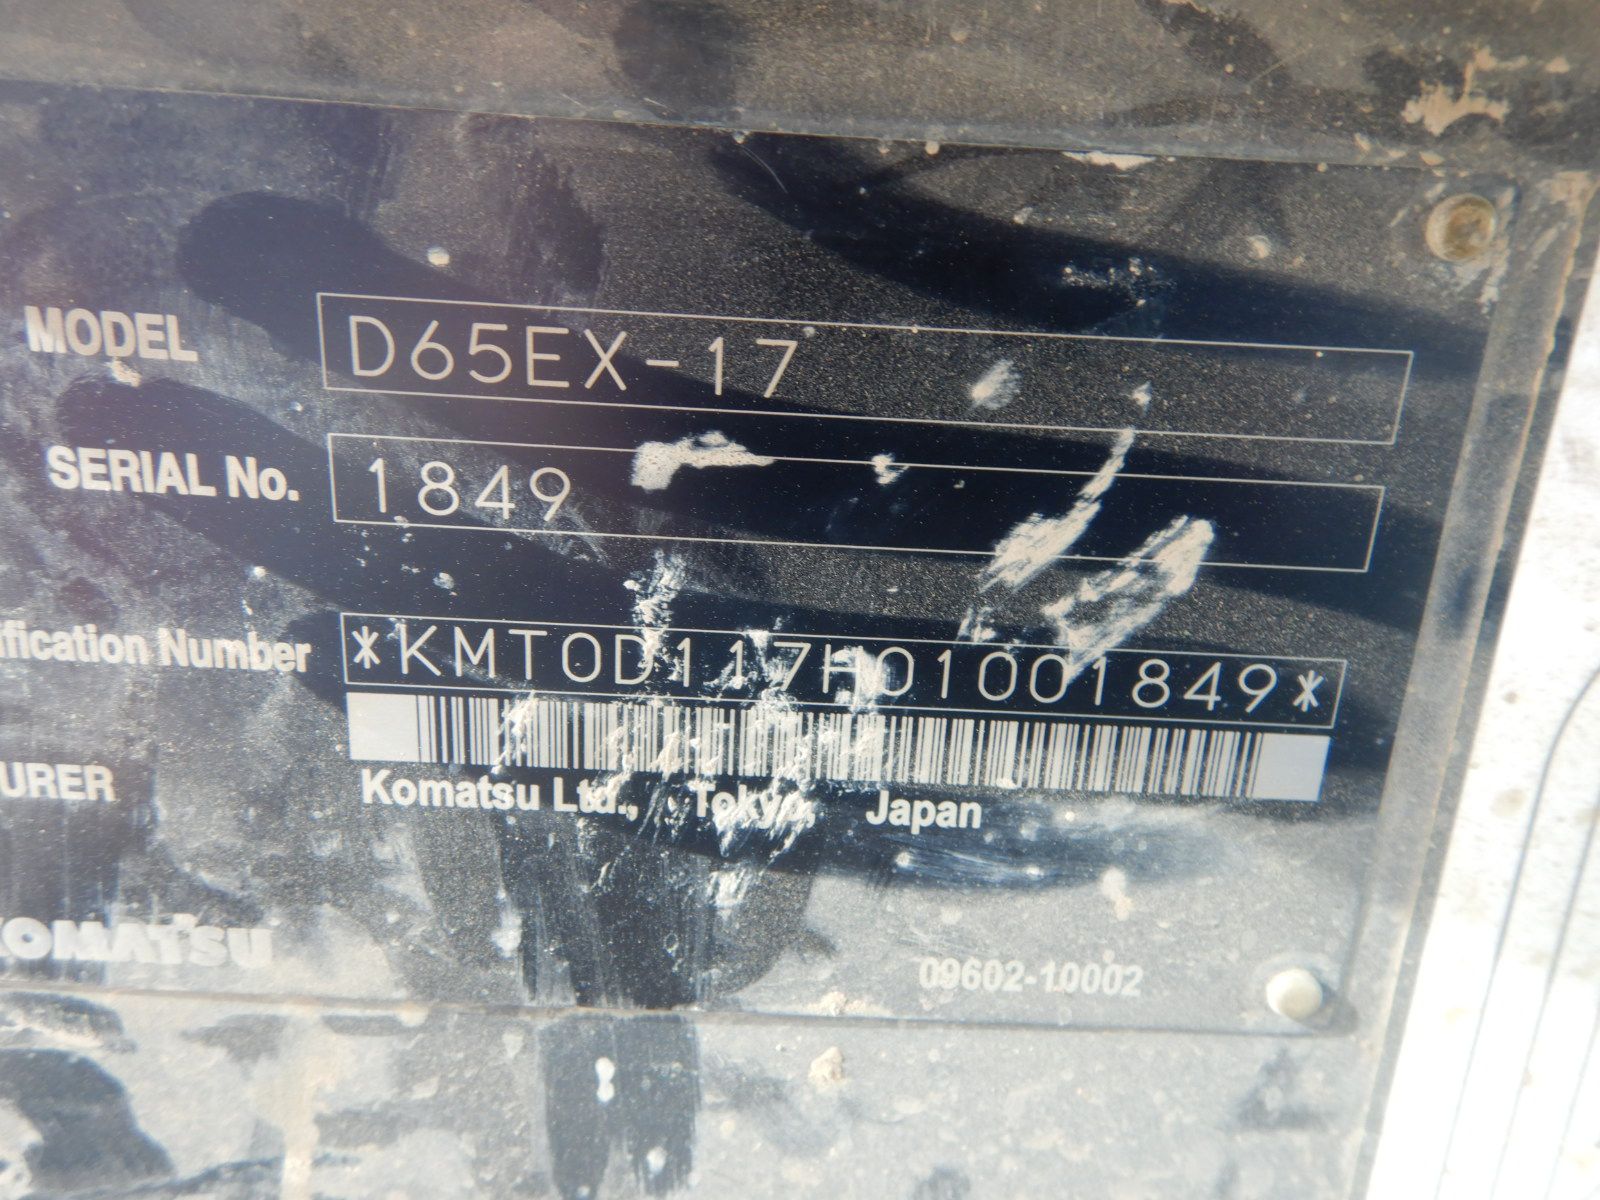 MODEL D65EX-17
SERIAL No. 1849
ification Number *KMT0D117H01001849*
URER Komatsu Ltd., Tokyo, Japan
KOMATSU
09602-10002